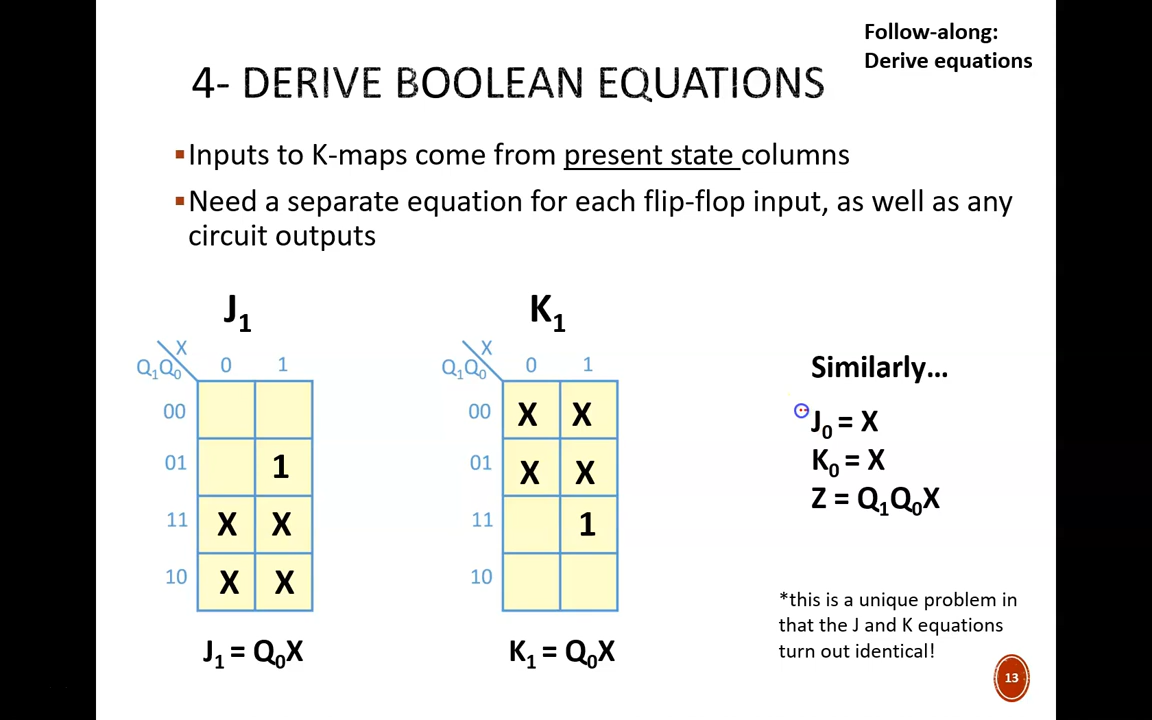 Follow-along:
Derive equations
4- DERIVE BOOLEAN EQUATIONS
▪Inputs to K-maps come from present state columns
▪Need a separate equation for each flip-flop input, as well as any
circuit outputs
J₁
X
Q₁Q₀ 0 1
00
01 1
11 X X
10 X X
J₁ = Q₀X
K₁
X
Q₁Q₀ 0 1
00 X X
01 X X
11 1
10
K₁ = Q₀X
Similarly...
J₀ = X
K₀ = X
Z = Q₁Q₀X
*this is a unique problem in
that the J and K equations
turn out identical!
13